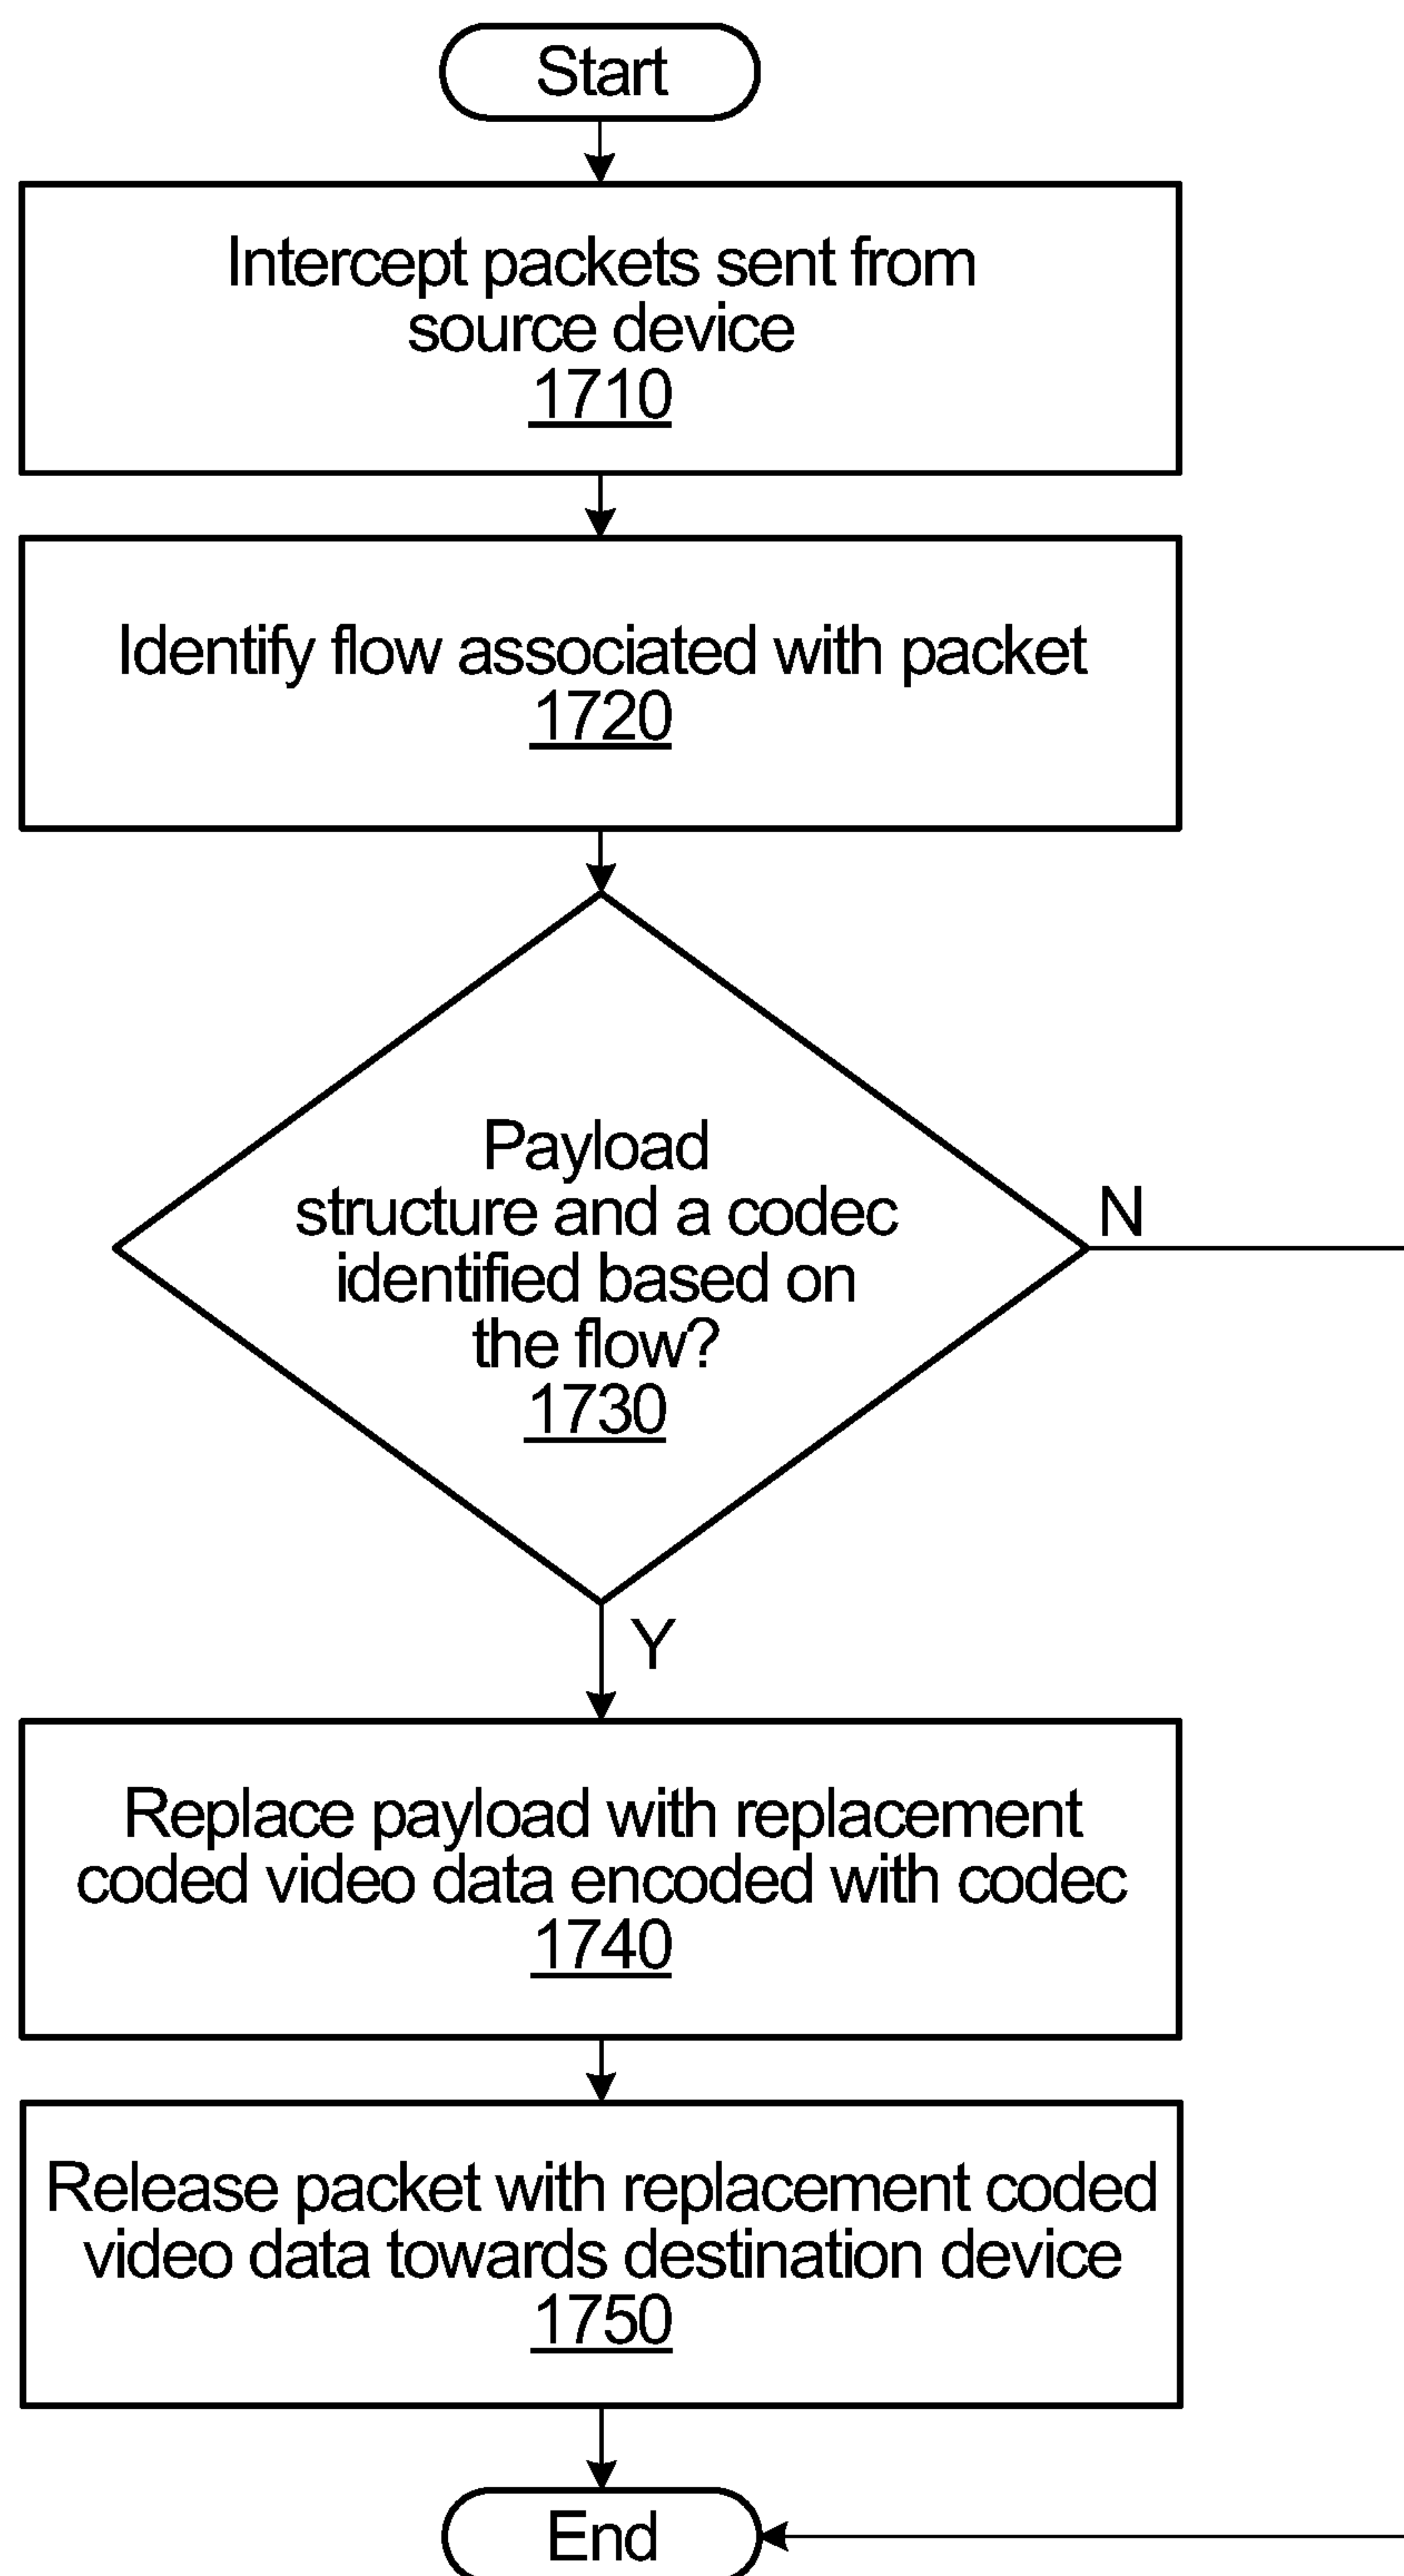 Start
Intercept packets sent from
source device
1710
Identify flow associated with packet
1720
Payload
structure and a codec
identified based on
the flow?
1730
N
Y
Replace payload with replacement
coded video data encoded with codec
1740
Release packet with replacement coded
video data towards destination device
1750
End